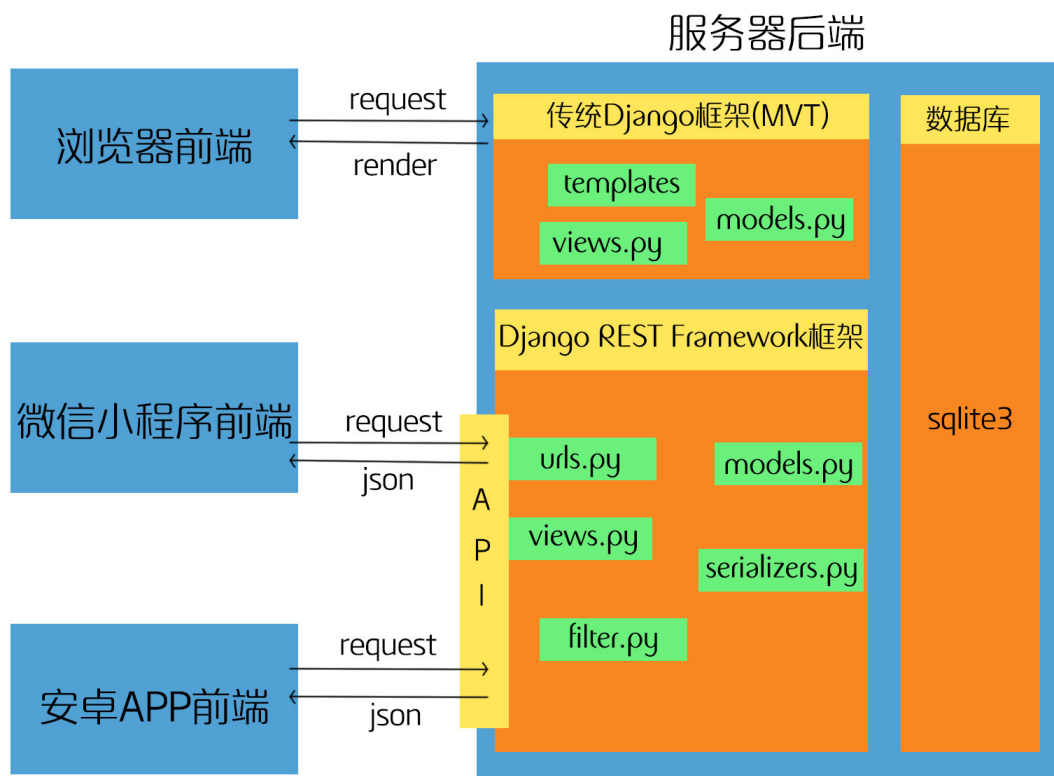 服务器后端
浏览器前端
request
render
传统Django框架(MVT)
templates
models.py
views.py
数据库
sqlite3
Django REST Framework框架
微信小程序前端
request
json
API
urls.py
models.py
views.py
serializers.py
filter.py
安卓APP前端
request
json